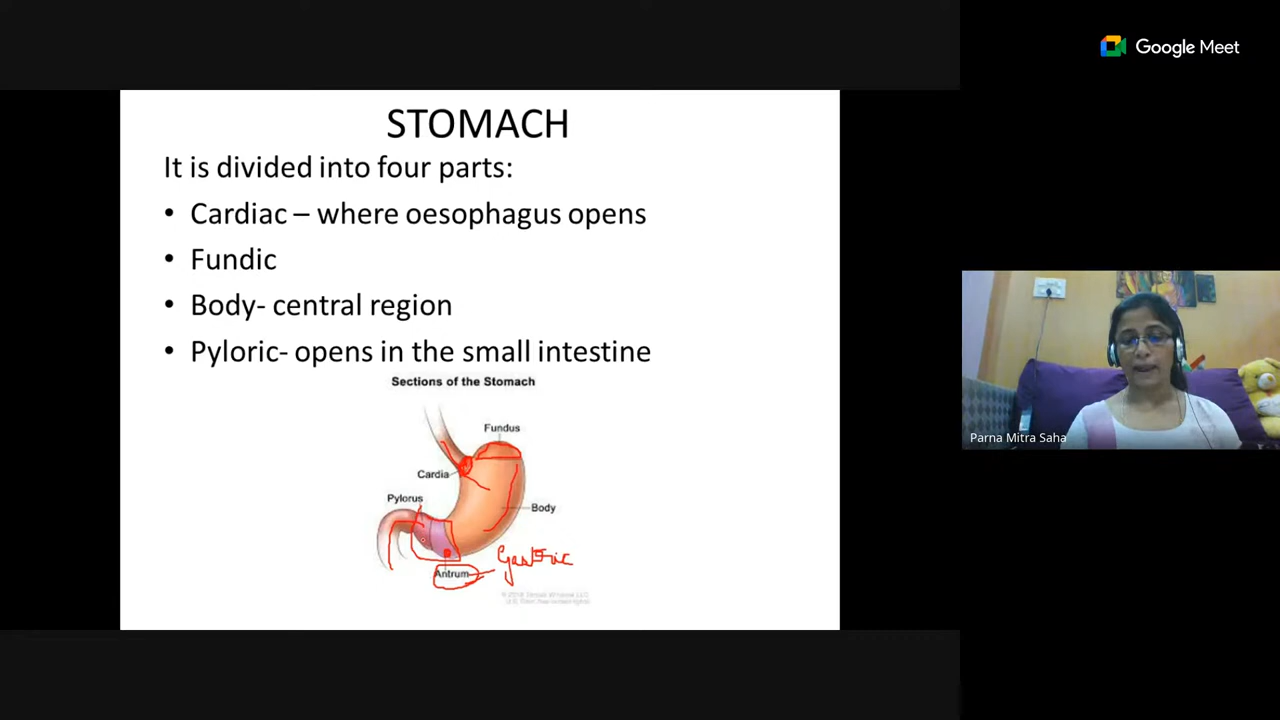 Google Meet
STOMACH
It is divided into four parts:
• Cardiac – where oesophagus opens
• Fundic
• Body- central region
• Pyloric- opens in the small intestine
Sections of the Stomach
Fundus
Cardia
Pylorus
Body
Gastric
Antrum
Parna Mitra Saha